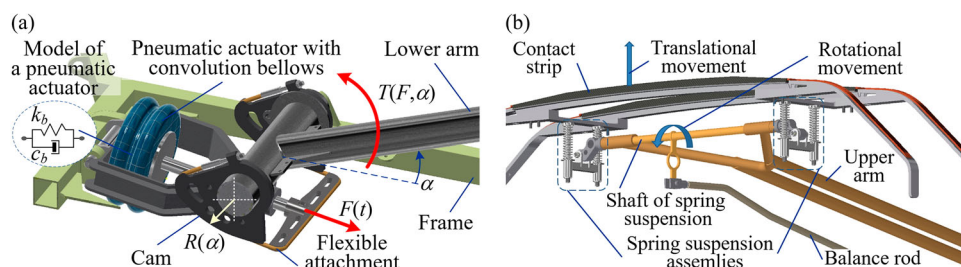 (a)
Model of
a pneumatic
actuator
k_b
c_b
Pneumatic actuator with
convolution bellows
Lower arm
T(F,α)
α
F(t)
Frame
R(α)
Cam
Flexible
attachment
(b)
Contact
strip
Translational
movement
Rotational
movement
Upper
arm
Shaft of spring
suspension
Spring suspension
assemlies
Balance rod